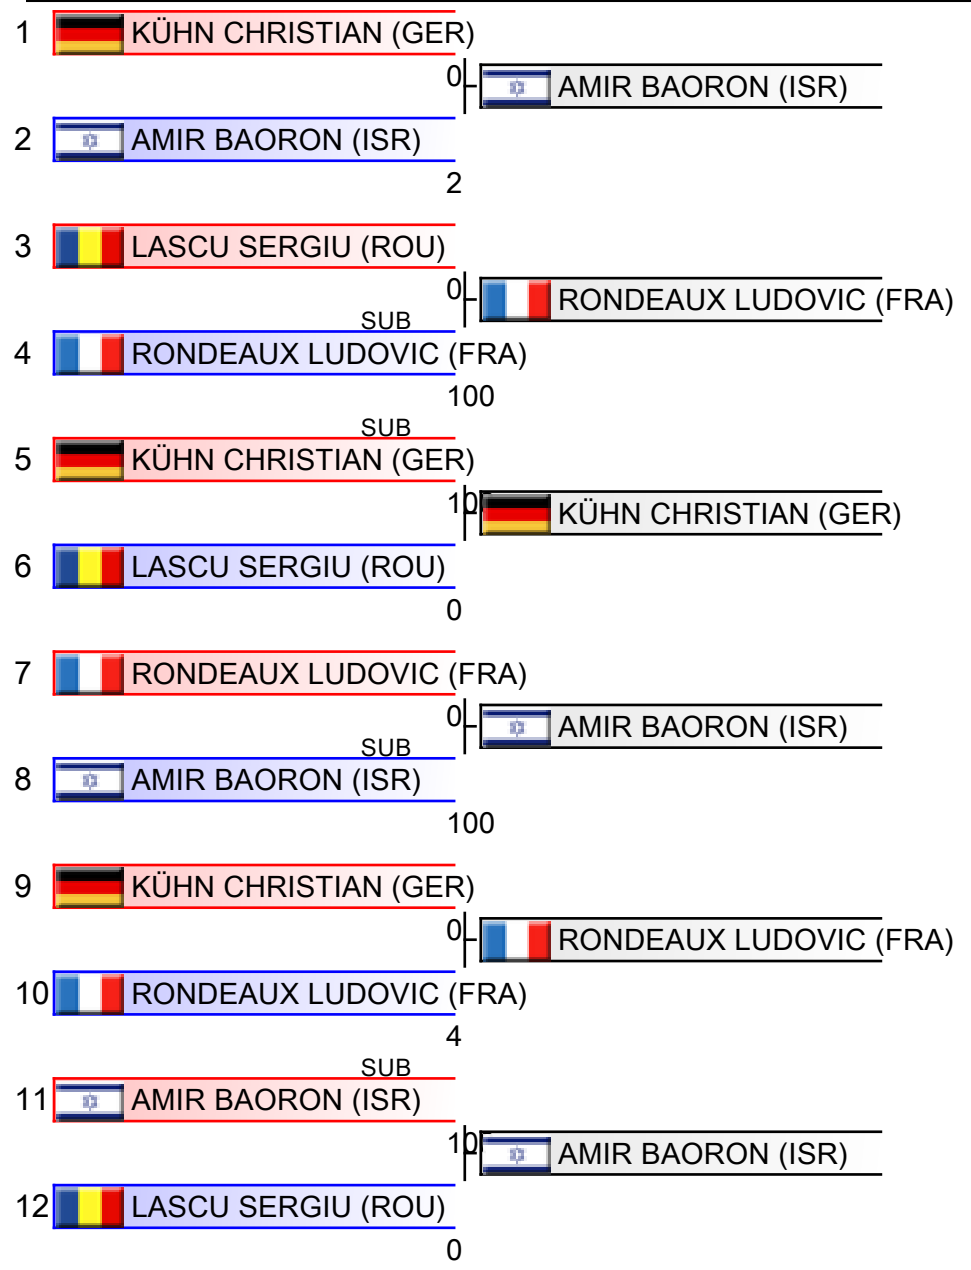 1 KÜHN CHRISTIAN (GER)
0 AMIR BAORON (ISR)
2 AMIR BAORON (ISR)
2
3 LASCU SERGIU (ROU)
0 RONDEAUX LUDOVIC (FRA)
SUB
4 RONDEAUX LUDOVIC (FRA)
100
SUB
5 KÜHN CHRISTIAN (GER)
KÜHN CHRISTIAN (GER)
6 LASCU SERGIU (ROU)
0
7 RONDEAUX LUDOVIC (FRA)
0 AMIR BAORON (ISR)
SUB
8 AMIR BAORON (ISR)
100
9 KÜHN CHRISTIAN (GER)
0 RONDEAUX LUDOVIC (FRA)
10 RONDEAUX LUDOVIC (FRA)
4
SUB
11 AMIR BAORON (ISR)
AMIR BAORON (ISR)
12 LASCU SERGIU (ROU)
0